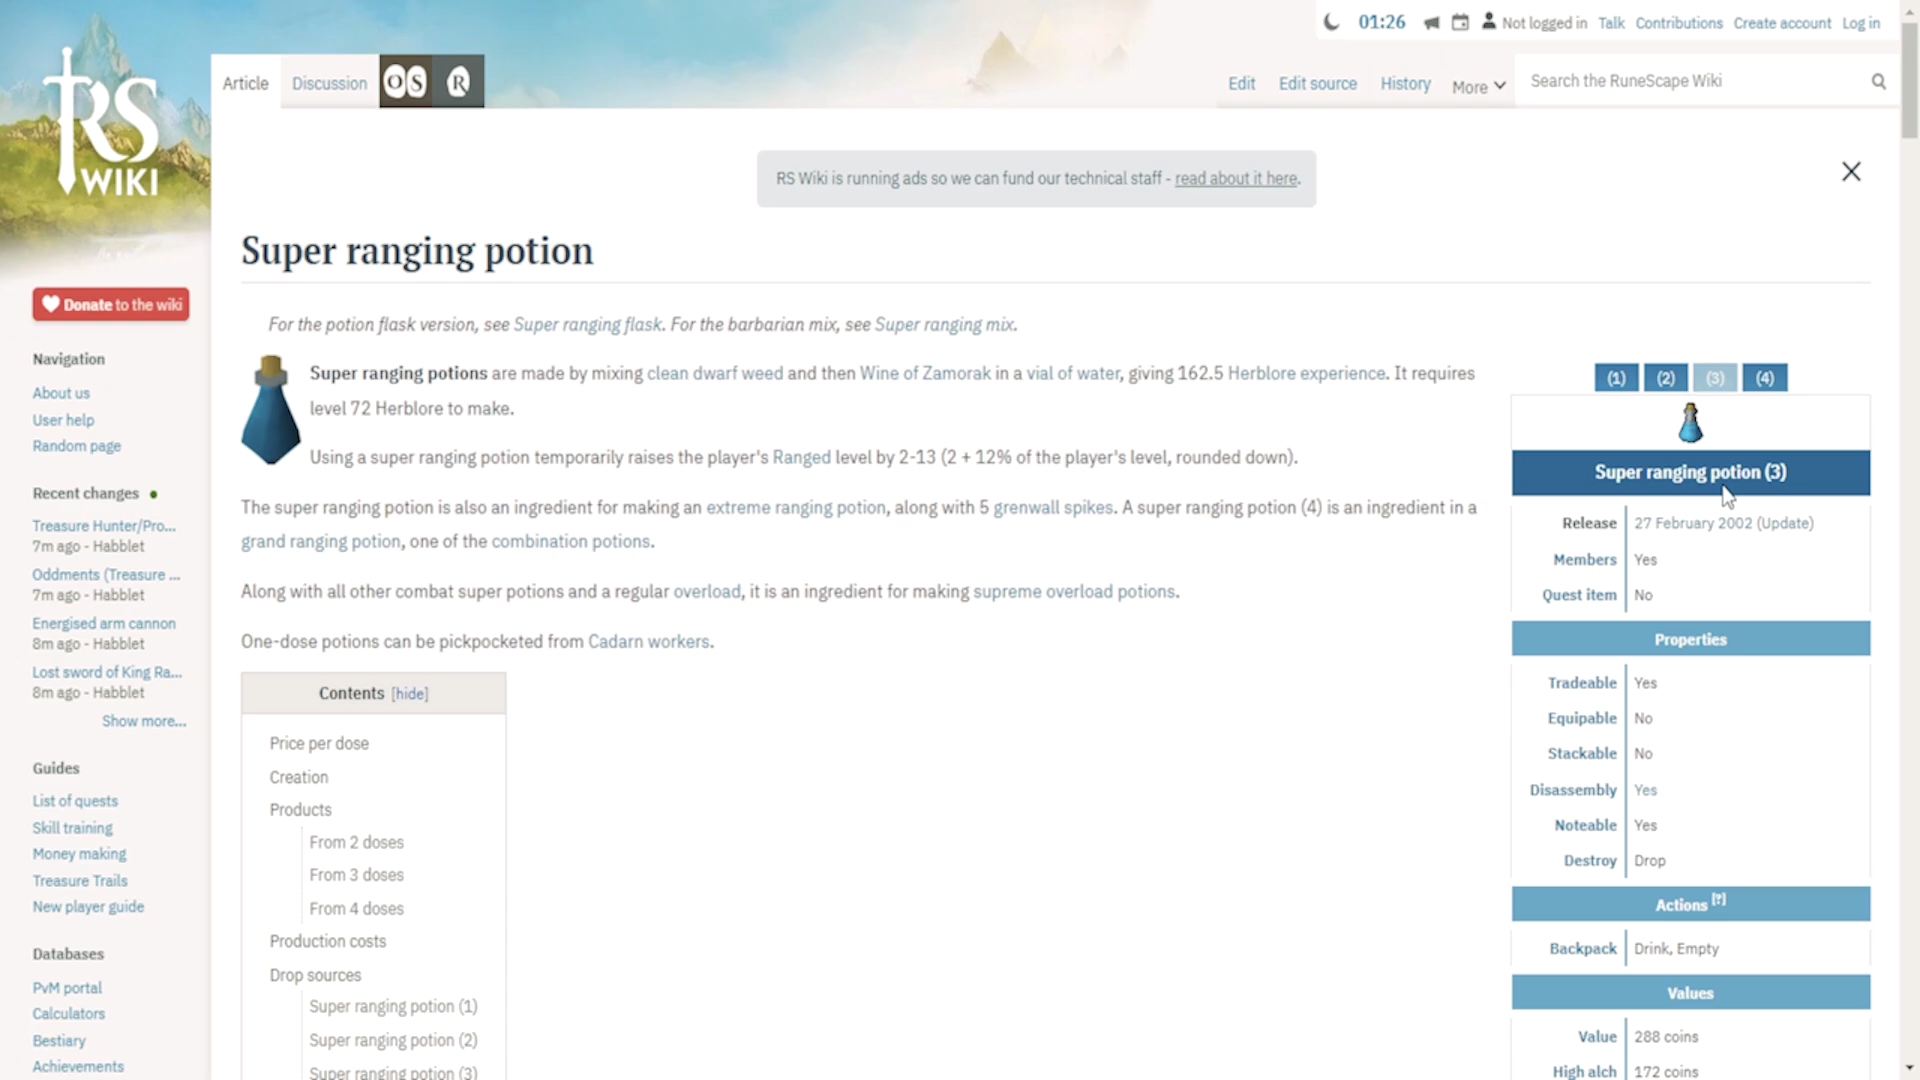 01:26 Not logged in Talk Contributions Create account Log in
RS WIKI
Article Discussion OS R Edit Edit source History More
Search the RuneScape Wiki
RS Wiki is running ads so we can fund our technical staff - read about it here.
Super ranging potion
For the potion flask version, see Super ranging flask. For the barbarian mix, see Super ranging mix.
Super ranging potions are made by mixing clean dwarf weed and then Wine of Zamorak in a vial of water, giving 162.5 Herblore experience. It requires
level 72 Herblore to make.
Using a super ranging potion temporarily raises the player's Ranged level by 2-13 (2 + 12% of the player's level, rounded down).
The super ranging potion is also an ingredient for making an extreme ranging potion, along with 5 grenwall spikes. A super ranging potion (4) is an ingredient in a
grand ranging potion, one of the combination potions.
Along with all other combat super potions and a regular overload, it is an ingredient for making supreme overload potions.
One-dose potions can be pickpocketed from Cadarn workers.
Contents [hide]
Price per dose
Creation
Products
From 2 doses
From 3 doses
From 4 doses
Production costs
Drop sources
Super ranging potion (1)
Super ranging potion (2)
Super ranging potion (3)
(1) (2) (3) (4)
Super ranging potion (3)
Release 27 February 2002 (Update)
Members Yes
Quest item No
Properties
Tradeable Yes
Equipable No
Stackable No
Disassembly Yes
Noteable Yes
Destroy Drop
Actions [?]
Backpack Drink, Empty
Values
Value 288 coins
High alch 172 coins
Donate to the wiki
Navigation
About us
User help
Random page
Recent changes
Treasure Hunter/Pro...
7m ago - Habblet
Oddments (Treasure ...
7m ago - Habblet
Energised arm cannon
8m ago - Habblet
Lost sword of King Ra...
8m ago - Habblet
Show more...
Guides
List of quests
Skill training
Money making
Treasure Trails
New player guide
Databases
PvM portal
Calculators
Bestiary
Achievements